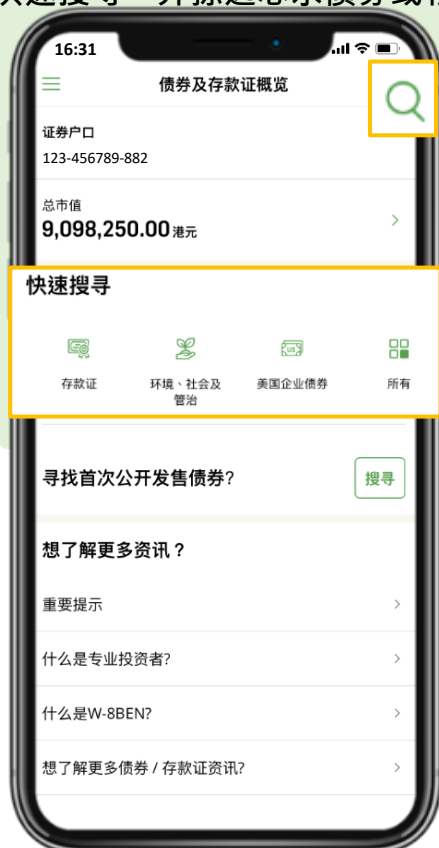 16:31
债券及存款证概览
证券户口
123-456789-882
总市值
9,098,250.00 港元
快速搜寻
存款证
环境、社会及
管治
US
美国企业债券
所有
寻找首次公开发售债券?
搜寻
想了解更多资讯？
重要提示
什么是专业投资者?
什么是W-8BEN?
想了解更多债券 / 存款证资讯?